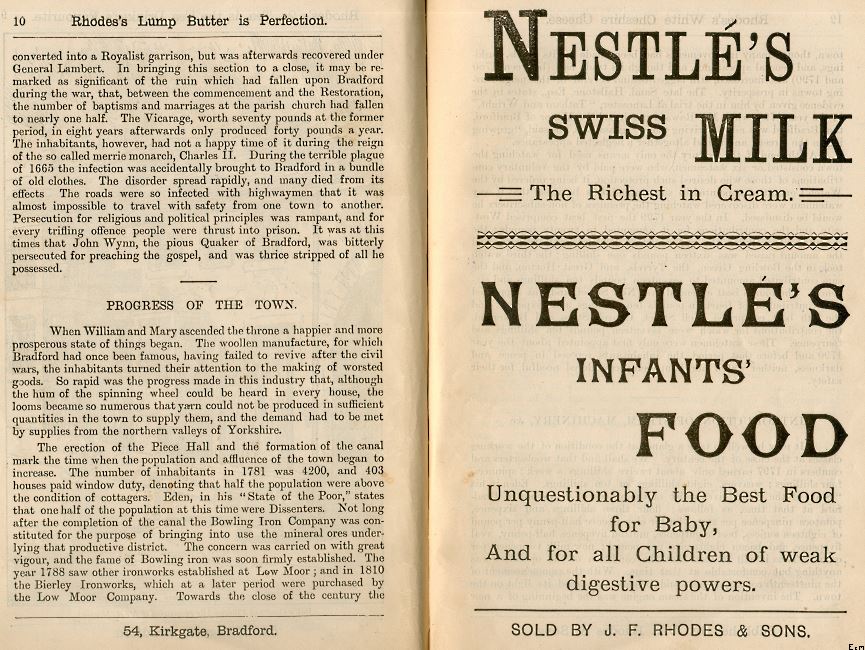 10 Rhodes's Lump Butter is Perfection.
converted into a Royalist garrison, but was afterwards recovered under
General Lambert. In bringing this section to a close, it may be re-
marked as significant of the ruin which had fallen upon Bradford
during the war, that, between the commencement and the Restoration,
the number of baptisms and marriages at the parish church had fallen
to nearly one half. The Vicarage, worth seventy pounds at the former
period, in eight years afterwards only produced forty pounds a year.
The inhabitants, however, had not a happy time of it during the reign
of the so called merrie monarch, Charles II. During the terrible plague
of 1665 the infection was accidentally brought to Bradford in a bundle
of old clothes. The disorder spread rapidly, and many died from its
effects The roads were so infected with highwaymen that it was
almost impossible to travel with safety from one town to another.
Persecution for religious and political principles was rampant, and for
every trifling offence people were thrust into prison. It was at this
times that John Wynn, the pious Quaker of Bradford, was bitterly
persecuted for preaching the gospel, and was thrice stripped of all he
possessed.
PROGRESS OF THE TOWN.
When William and Mary ascended the throne a happier and more
prosperous state of things began. The woollen manufacture, for which
Bradford had once been famous, having failed to revive after the civil
wars, the inhabitants turned their attention to the making of worsted
goods. So rapid was the progress made in this industry that, although
the hum of the spinning wheel could be heard in every house, the
looms became so numerous that yarn could not be produced in sufficient
quantities in the town to supply them, and the demand had to be met
by supplies from the northern valleys of Yorkshire.
The erection of the Piece Hall and the formation of the canal
mark the time when the population and affluence of the town began to
increase. The number of inhabitants in 1781 was 4200, and 403
houses paid window duty, denoting that half the population were above
the condition of cottagers. Eden, in his "State of the Poor," states
that one half of the population at this time were Dissenters. Not long
after the completion of the canal the Bowling Iron Company was con-
stituted for the purpose of bringing into use the mineral ores under-
lying that productive district. The concern was carried on with great
vigour, and the fame of Bowling iron was soon firmly established. The
year 1788 saw other ironworks established at Low Moor; and in 1810
the Bierley Ironworks, which at a later period were purchased by
the Low Moor Company. Towards the close of the century the
54, Kirkgate, Bradford.
NESTLÉ'S
SWISS MILK
The Richest in Cream.
NESTLÉ'S
INFANTS'
FOOD
Unquestionably the Best Food
for Baby,
And for all Children of weak
digestive powers.
SOLD BY J. F. RHODES & SONS.